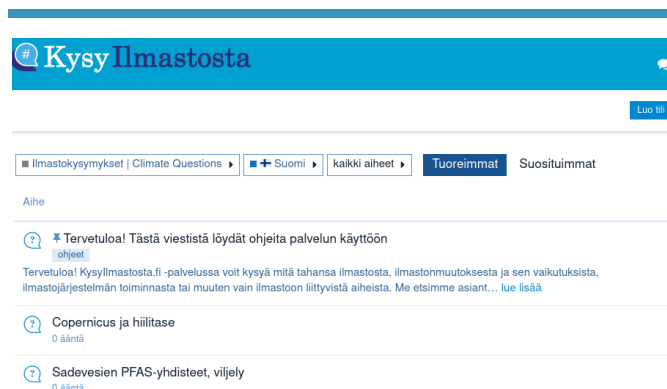 # KysyIlmastosta
Luo tili
Ilmastokysymykset | Climate Questions Suomi kaikki aiheet Tuoreimmat Suosituimmat
Aihe
Tervetuloa! Tästä viestistä löydät ohjeita palvelun käyttöön
ohjeet
Tervetuloa! KysyIlmastosta.fi -palvelussa voit kysyä mitä tahansa ilmastosta, ilmastonmuutoksesta ja sen vaikutuksista,
ilmastojärjestelmän toiminnasta tai muuten vain ilmastoon liittyvistä aiheista. Me etsimme asiant… lue lisää
? Copernicus ja hiilitase
0 ääntä
? Sadevesien PFAS-yhdisteet, viljely
0 ääntä